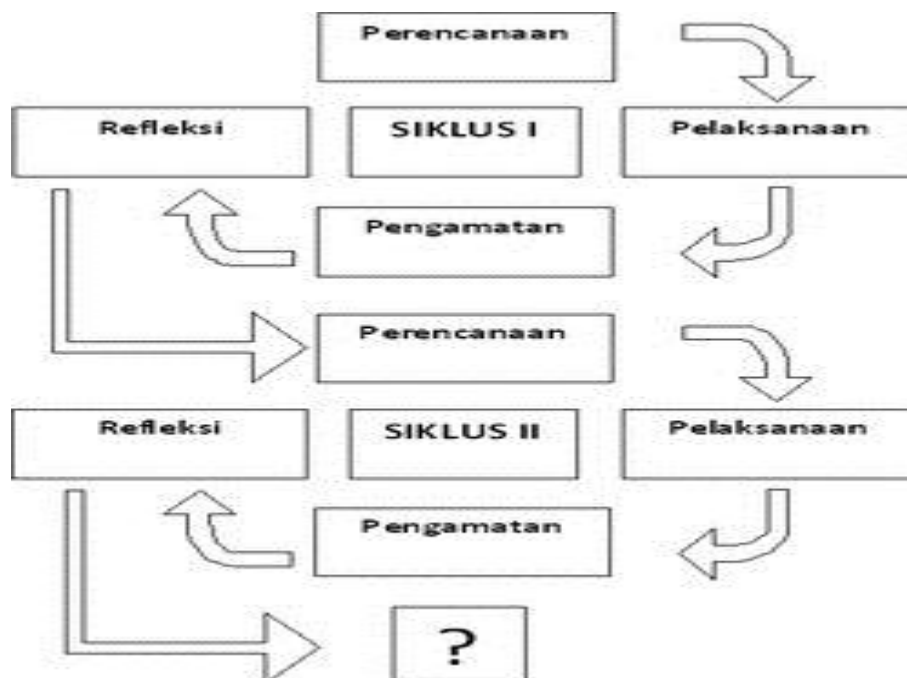 Perencanaan
Refleksi
SIKLUS I
Pelaksanaan
Pengamatan
Perencanaan
Refleksi
SIKLUS II
Pelaksanaan
Pengamatan
?